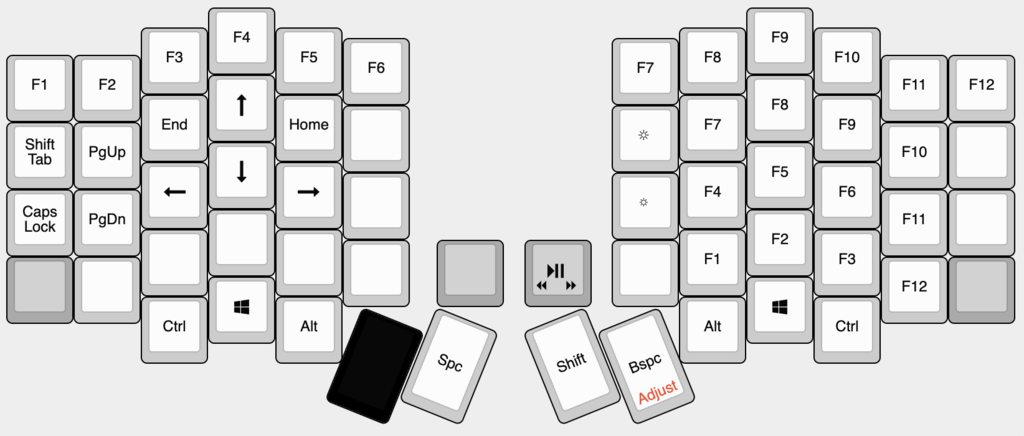 F1
F2
F3
F4
F5
F6
F7
F8
F9
F10
F11
F12
Shift
Tab
PgUp
End
↑
Home
F7
F8
F9
F10
Caps
Lock
PgDn
←
↓
→
F4
F5
F6
F11
F1
F2
F3
F12
Ctrl
Alt
Spc
Shift
Bspc
Adjust
Alt
Ctrl